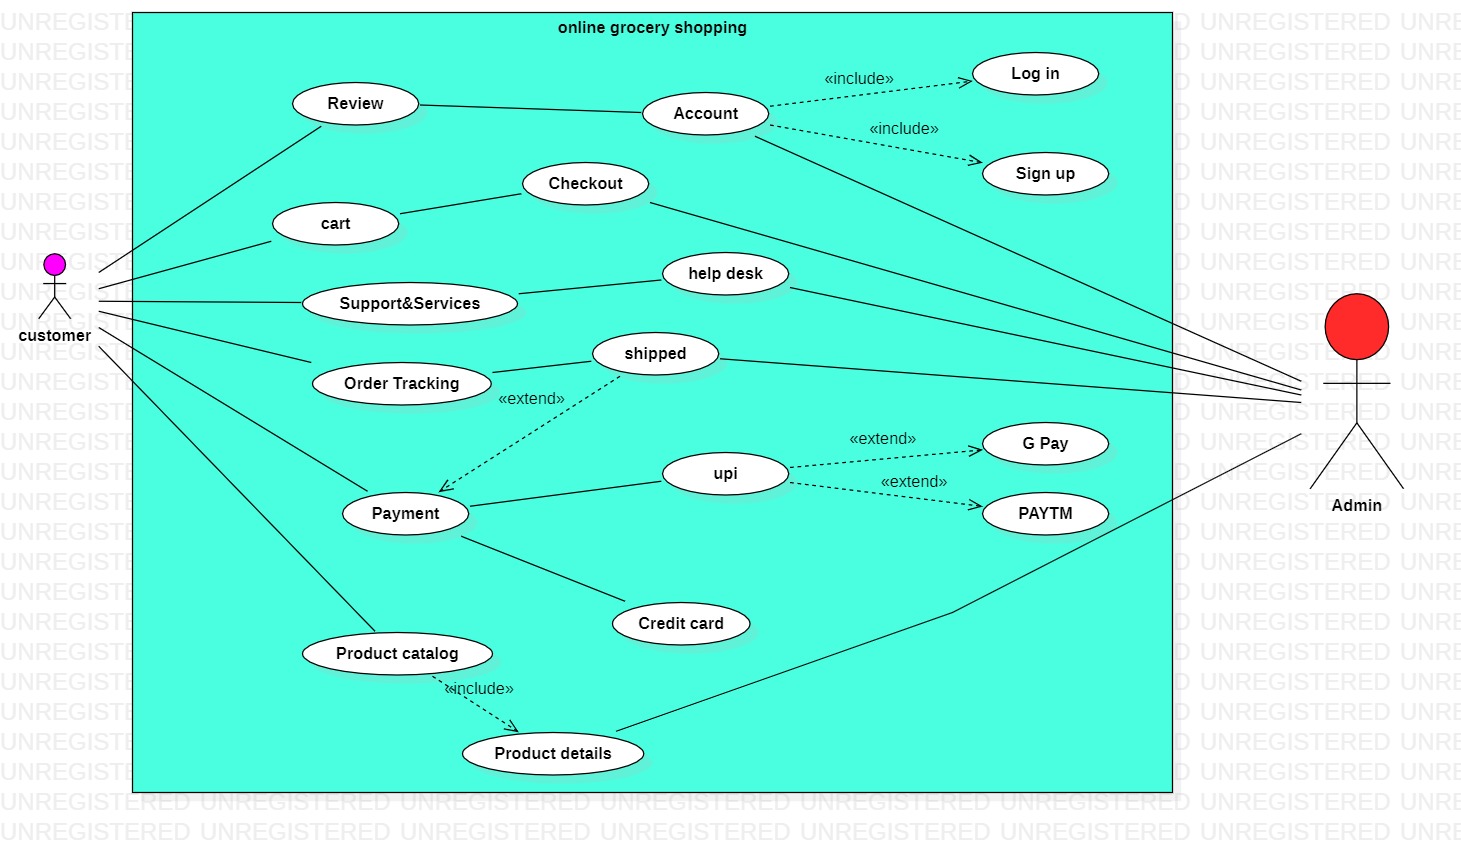 online grocery shopping
Review
Account
«include»
Log in
«include»
Sign up
Checkout
cart
help desk
Support&Services
customer
shipped
Order Tracking
«extend»
upi
«extend»
G Pay
«extend»
PAYTM
Payment
Admin
Credit card
Product catalog
«include»
Product details
UNREGISTERED UNREGISTERED UNREGISTERED UNREGISTERED UNREGISTERED UNREGISTERED UNREGISTERED UNRE